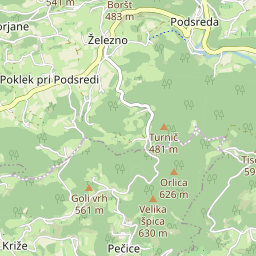 541 m
Boršt
483 m
Podsreda
Železno
Poklek pri Podsredi
Turnič
481 m
Orlica
626 m
Goli vrh
561 m
Velika
špica
630 m
Križe
Pečice